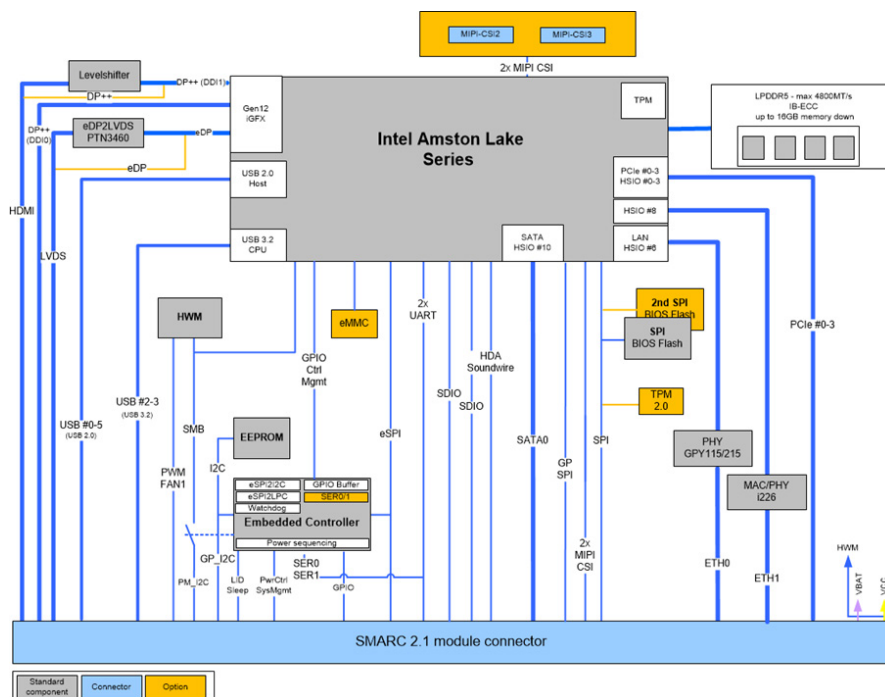 MIPI-CSI2
MIPI-CSI3
2x MIPI CSI
Levelshifter
DP++ (DDI1)
DP++
DP++
(DDI0)
eDP2LVDS
PTN3460
eDP
eDP
Gen12
iGFX
TPM
Intel Amston Lake
Series
LPDDR5 - max 4800MT/s
IB-ECC
up to 16GB memory down
USB 2.0
Host
PCIe #0-3
HSIO #0-3
HSIO #8
HDMI
LVDS
USB 3.2
CPU
SATA
HSIO #10
LAN
HSIO #6
HWM
eMMC
2x
UART
2nd SPI
BIOS Flash
SPI
BIOS Flash
PCIe #0-3
GPIO
Ctrl
Mgmt
HDA
Soundwire
SDIO
SDIO
TPM
2.0
USB #2-3
(USB 3.2)
USB #0-5
(USB 2.0)
SMB
EEPROM
eSPI
SATA0
GP
SPI
SPI
PHY
GPY115/215
I2C
PWM
FAN1
MAC/PHY
i226
eSPI2I2C
GPIO Buffer
eSPI2LPC
SER0/1
Watchdog
Embedded Controller
Power sequencing
2x
MIPI
CSI
GP_I2C
SER0
SER1
PM_I2C
LID
Sleep
PwrCtrl
SysMgmt
GPIO
ETH0
ETH1
HWM
VBAT
VCC
SMARC 2.1 module connector
Standard
component
Connector
Option